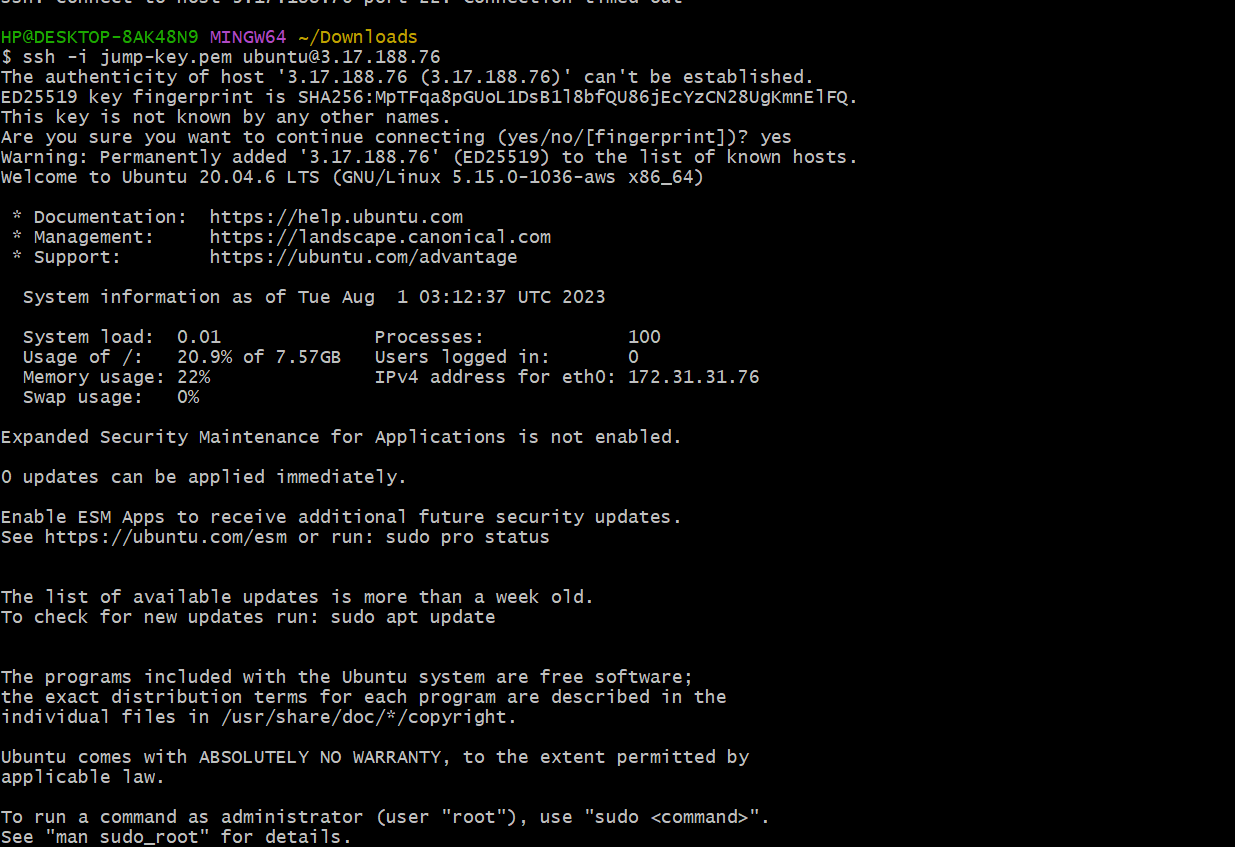 ssh: connect to host 3.17.188.76 port 22: Connection timed out
HP@DESKTOP-8AK48N9 MINGW64 ~/Downloads
$ ssh -i jump-key.pem ubuntu@3.17.188.76
The authenticity of host '3.17.188.76 (3.17.188.76)' can't be established.
ED25519 key fingerprint is SHA256:MpTFqa8pGUoL1DsB1l8bfQU86jEcYzCN28UgKmnElFQ.
This key is not known by any other names.
Are you sure you want to continue connecting (yes/no/[fingerprint])? yes
Warning: Permanently added '3.17.188.76' (ED25519) to the list of known hosts.
Welcome to Ubuntu 20.04.6 LTS (GNU/Linux 5.15.0-1036-aws x86_64)
* Documentation:  https://help.ubuntu.com
* Management:     https://landscape.canonical.com
* Support:        https://ubuntu.com/advantage
System information as of Tue Aug  1 03:12:37 UTC 2023
System load:  0.01              Processes:             100
Usage of /:   20.9% of 7.57GB   Users logged in:       0
Memory usage: 22%               IPv4 address for eth0: 172.31.31.76
Swap usage:   0%
Expanded Security Maintenance for Applications is not enabled.
0 updates can be applied immediately.
Enable ESM Apps to receive additional future security updates.
See https://ubuntu.com/esm or run: sudo pro status
The list of available updates is more than a week old.
To check for new updates run: sudo apt update
The programs included with the Ubuntu system are free software;
the exact distribution terms for each program are described in the
individual files in /usr/share/doc/*/copyright.
Ubuntu comes with ABSOLUTELY NO WARRANTY, to the extent permitted by
applicable law.
To run a command as administrator (user "root"), use "sudo <command>".
See "man sudo_root" for details.